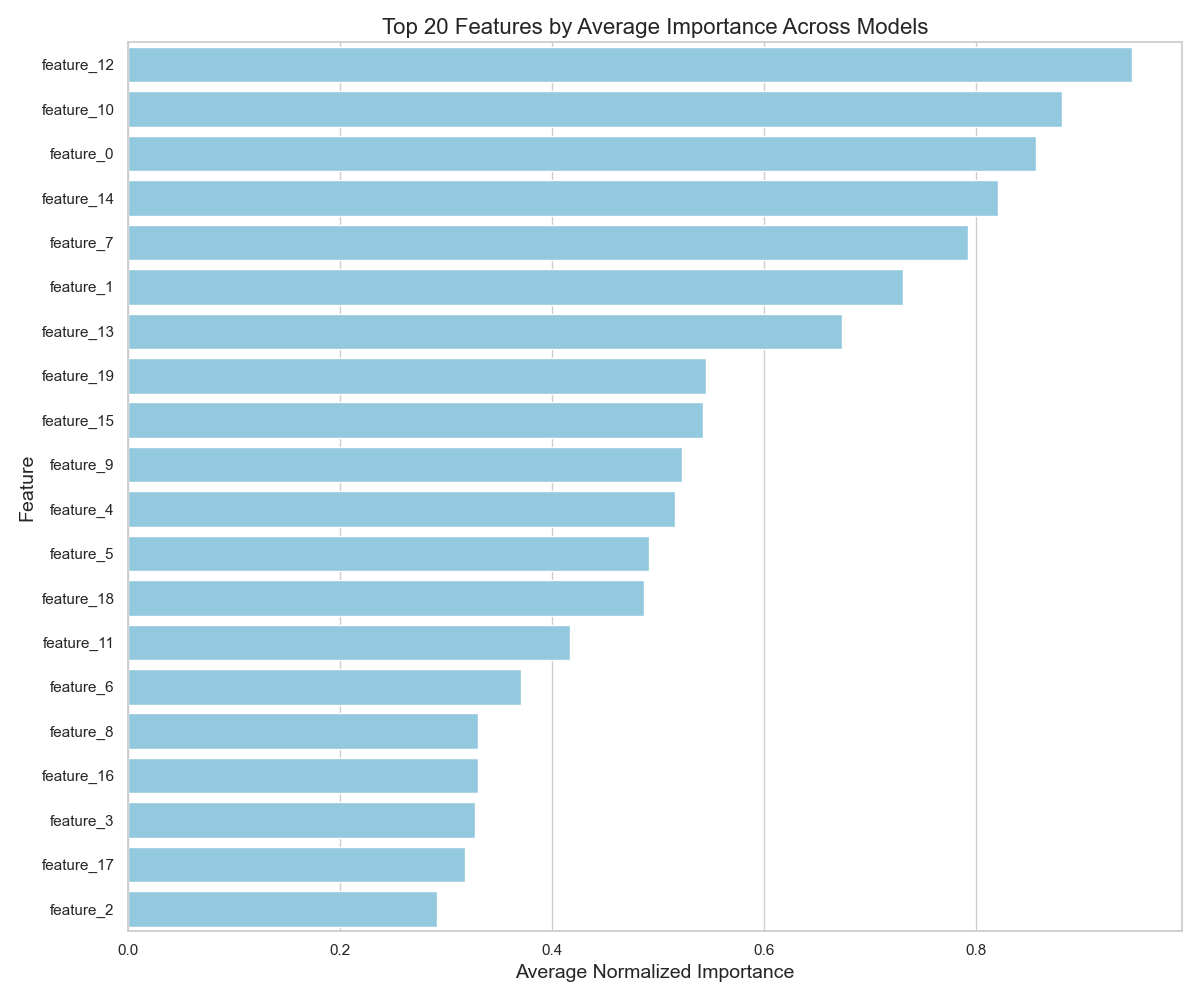 Top 20 Features by Average Importance Across Models
feature_12
feature_10
feature_0
feature_14
feature_7
feature_1
feature_13
feature_19
feature_15
feature_9
feature_4
feature_5
feature_18
feature_11
feature_6
feature_8
feature_16
feature_3
feature_17
feature_2
Feature
0.0 0.2 0.4 0.6 0.8
Average Normalized Importance